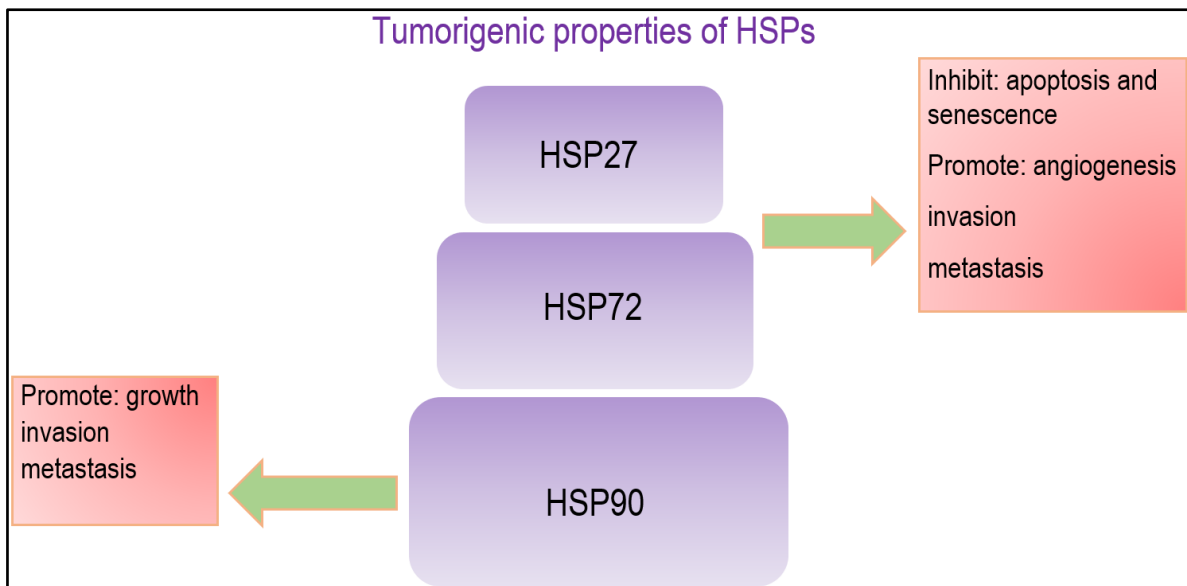 Tumorigenic properties of HSPs
HSP27
Inhibit: apoptosis and
senescence
Promote: angiogenesis
invasion
metastasis
HSP72
Promote: growth
invasion
metastasis
HSP90